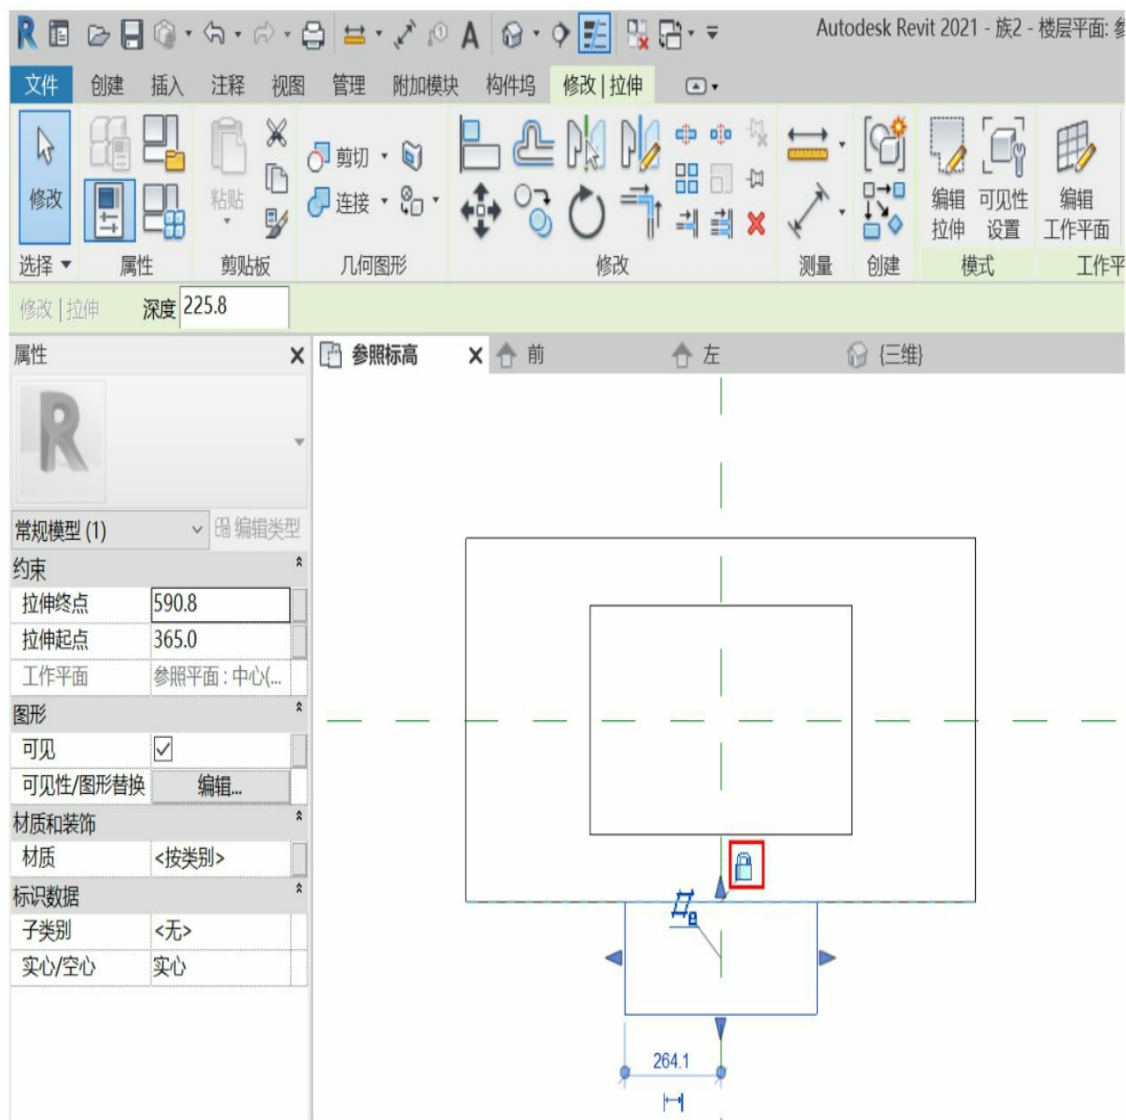 Autodesk Revit 2021 - 族2 - 楼层平面: 参
文件 创建 插入 注释 视图 管理 附加模块 构件坞 修改 | 拉伸
修改 粘贴 剪切 连接 编辑拉伸 可见性设置 编辑工作平面
选择 属性 剪贴板 几何图形 修改 测量 创建 模式 工作平
修改 | 拉伸 深度 225.8
属性 参照标高 前 左 {三维}
常规模型 (1) 编辑类型
约束
拉伸终点 590.8
拉伸起点 365.0
工作平面 参照平面 : 中心(...
图形
可见
可见性/图形替换 编辑...
材质和装饰
材质 <按类别>
标识数据
子类别 <无>
实心/空心 实心
264.1